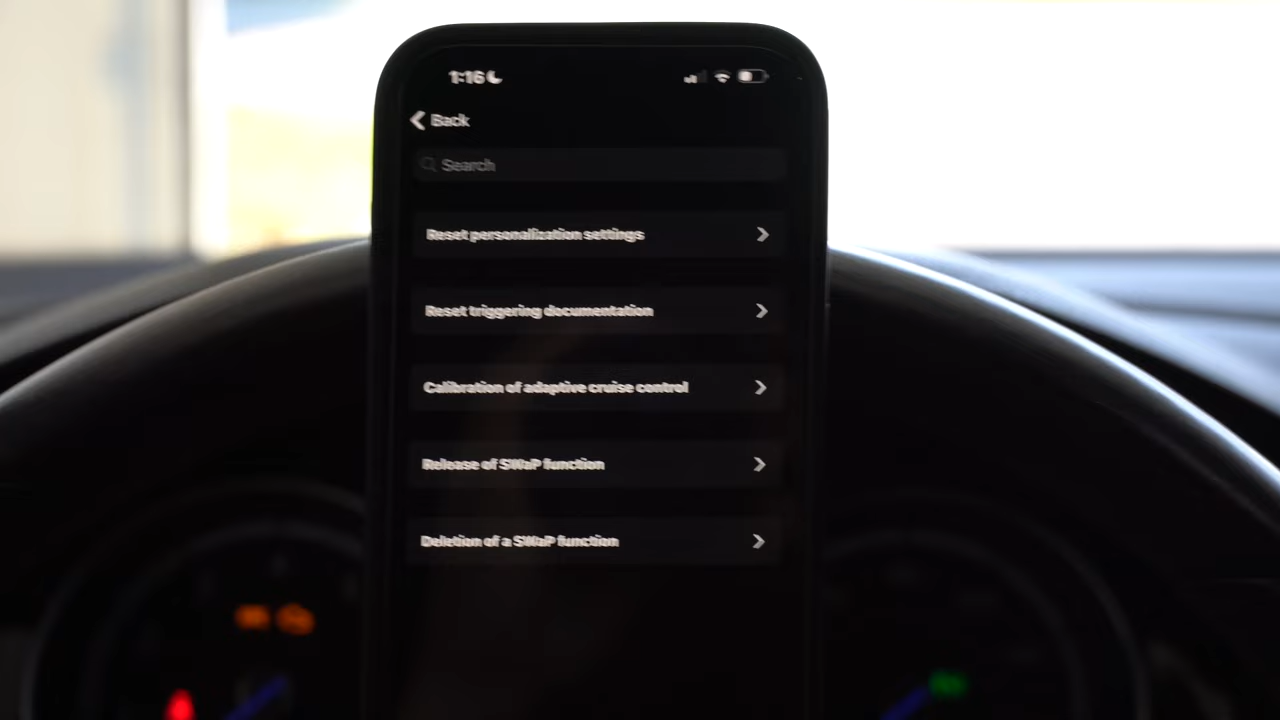 1:16
Back
Search
Reset personalization settings
Reset triggering documentation
Calibration of adaptive cruise control
Release of SWaP function
Deletion of a SWaP function